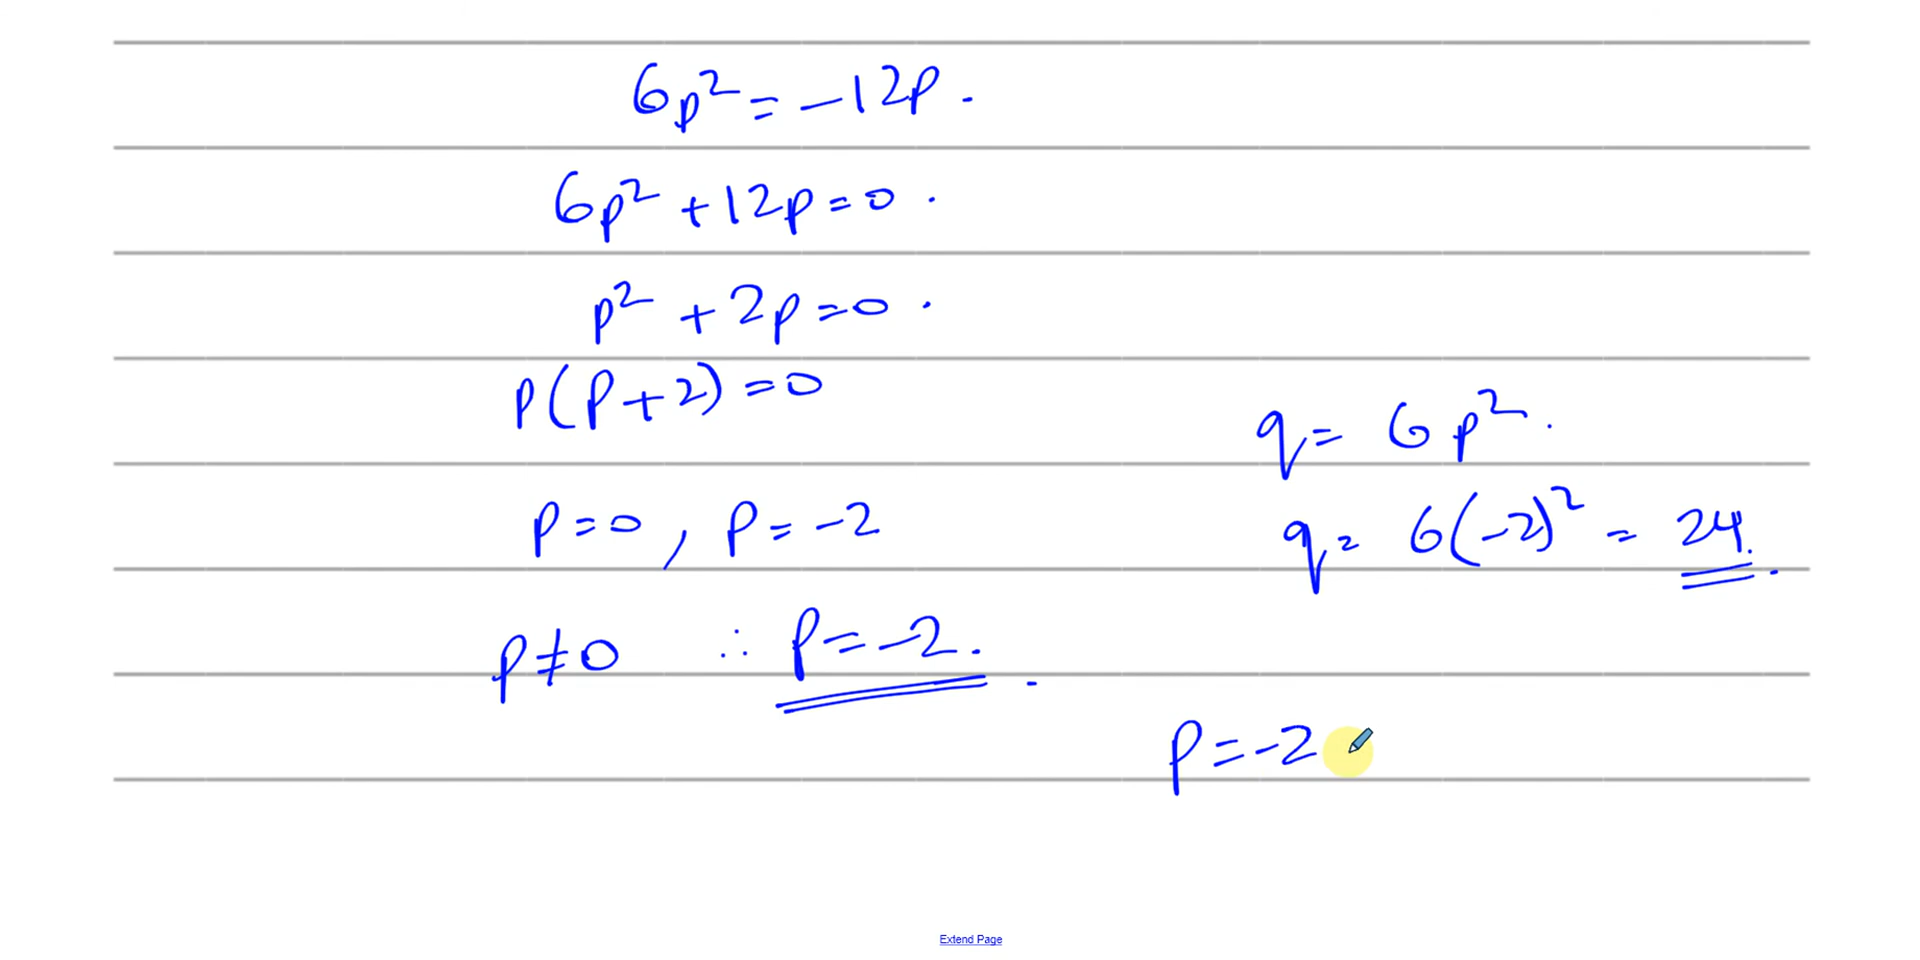 6p² = -12p.
6p² + 12p = 0.
p² + 2p = 0.
p(p+2) = 0
p = 0, p = -2
p ≠ 0 ∴ p = -2.
q = 6p².
q = 6(-2)² = 24.
p = -2
Extend Page